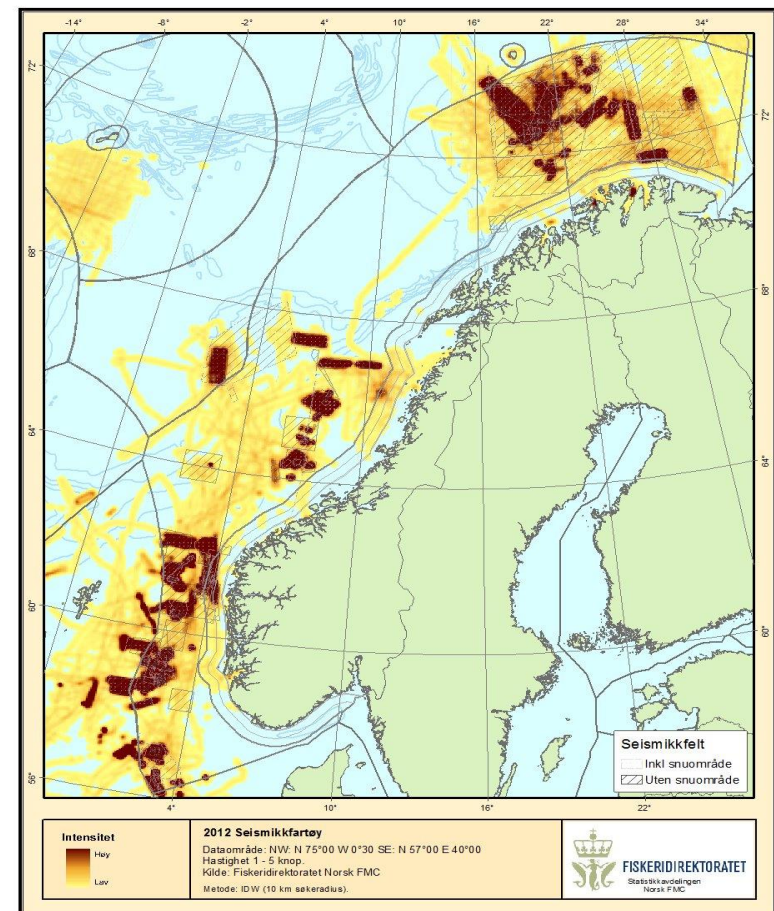 -14° -8° -2° 4° 10° 16° 22° 28° 34°
72° 72°
68° 68°
64° 64°
60° 60°
56°
4° 10° 16° 22°
Seismikkfelt
Inkl snuområde
Uten snuområde
Intensitet
Høy
Lav
2012 Seismikkfartøy
Dataområde: NW: N 75°00 W 0°30 SE: N 57°00 E 40°00
Hastighet 1 - 5 knop.
Kilde: Fiskeridirektoratet Norsk FMC
Metode: IDW (10 km søkeradius).
FISKERIDIREKTORATET
Statistikkavdelingen
Norsk FMC